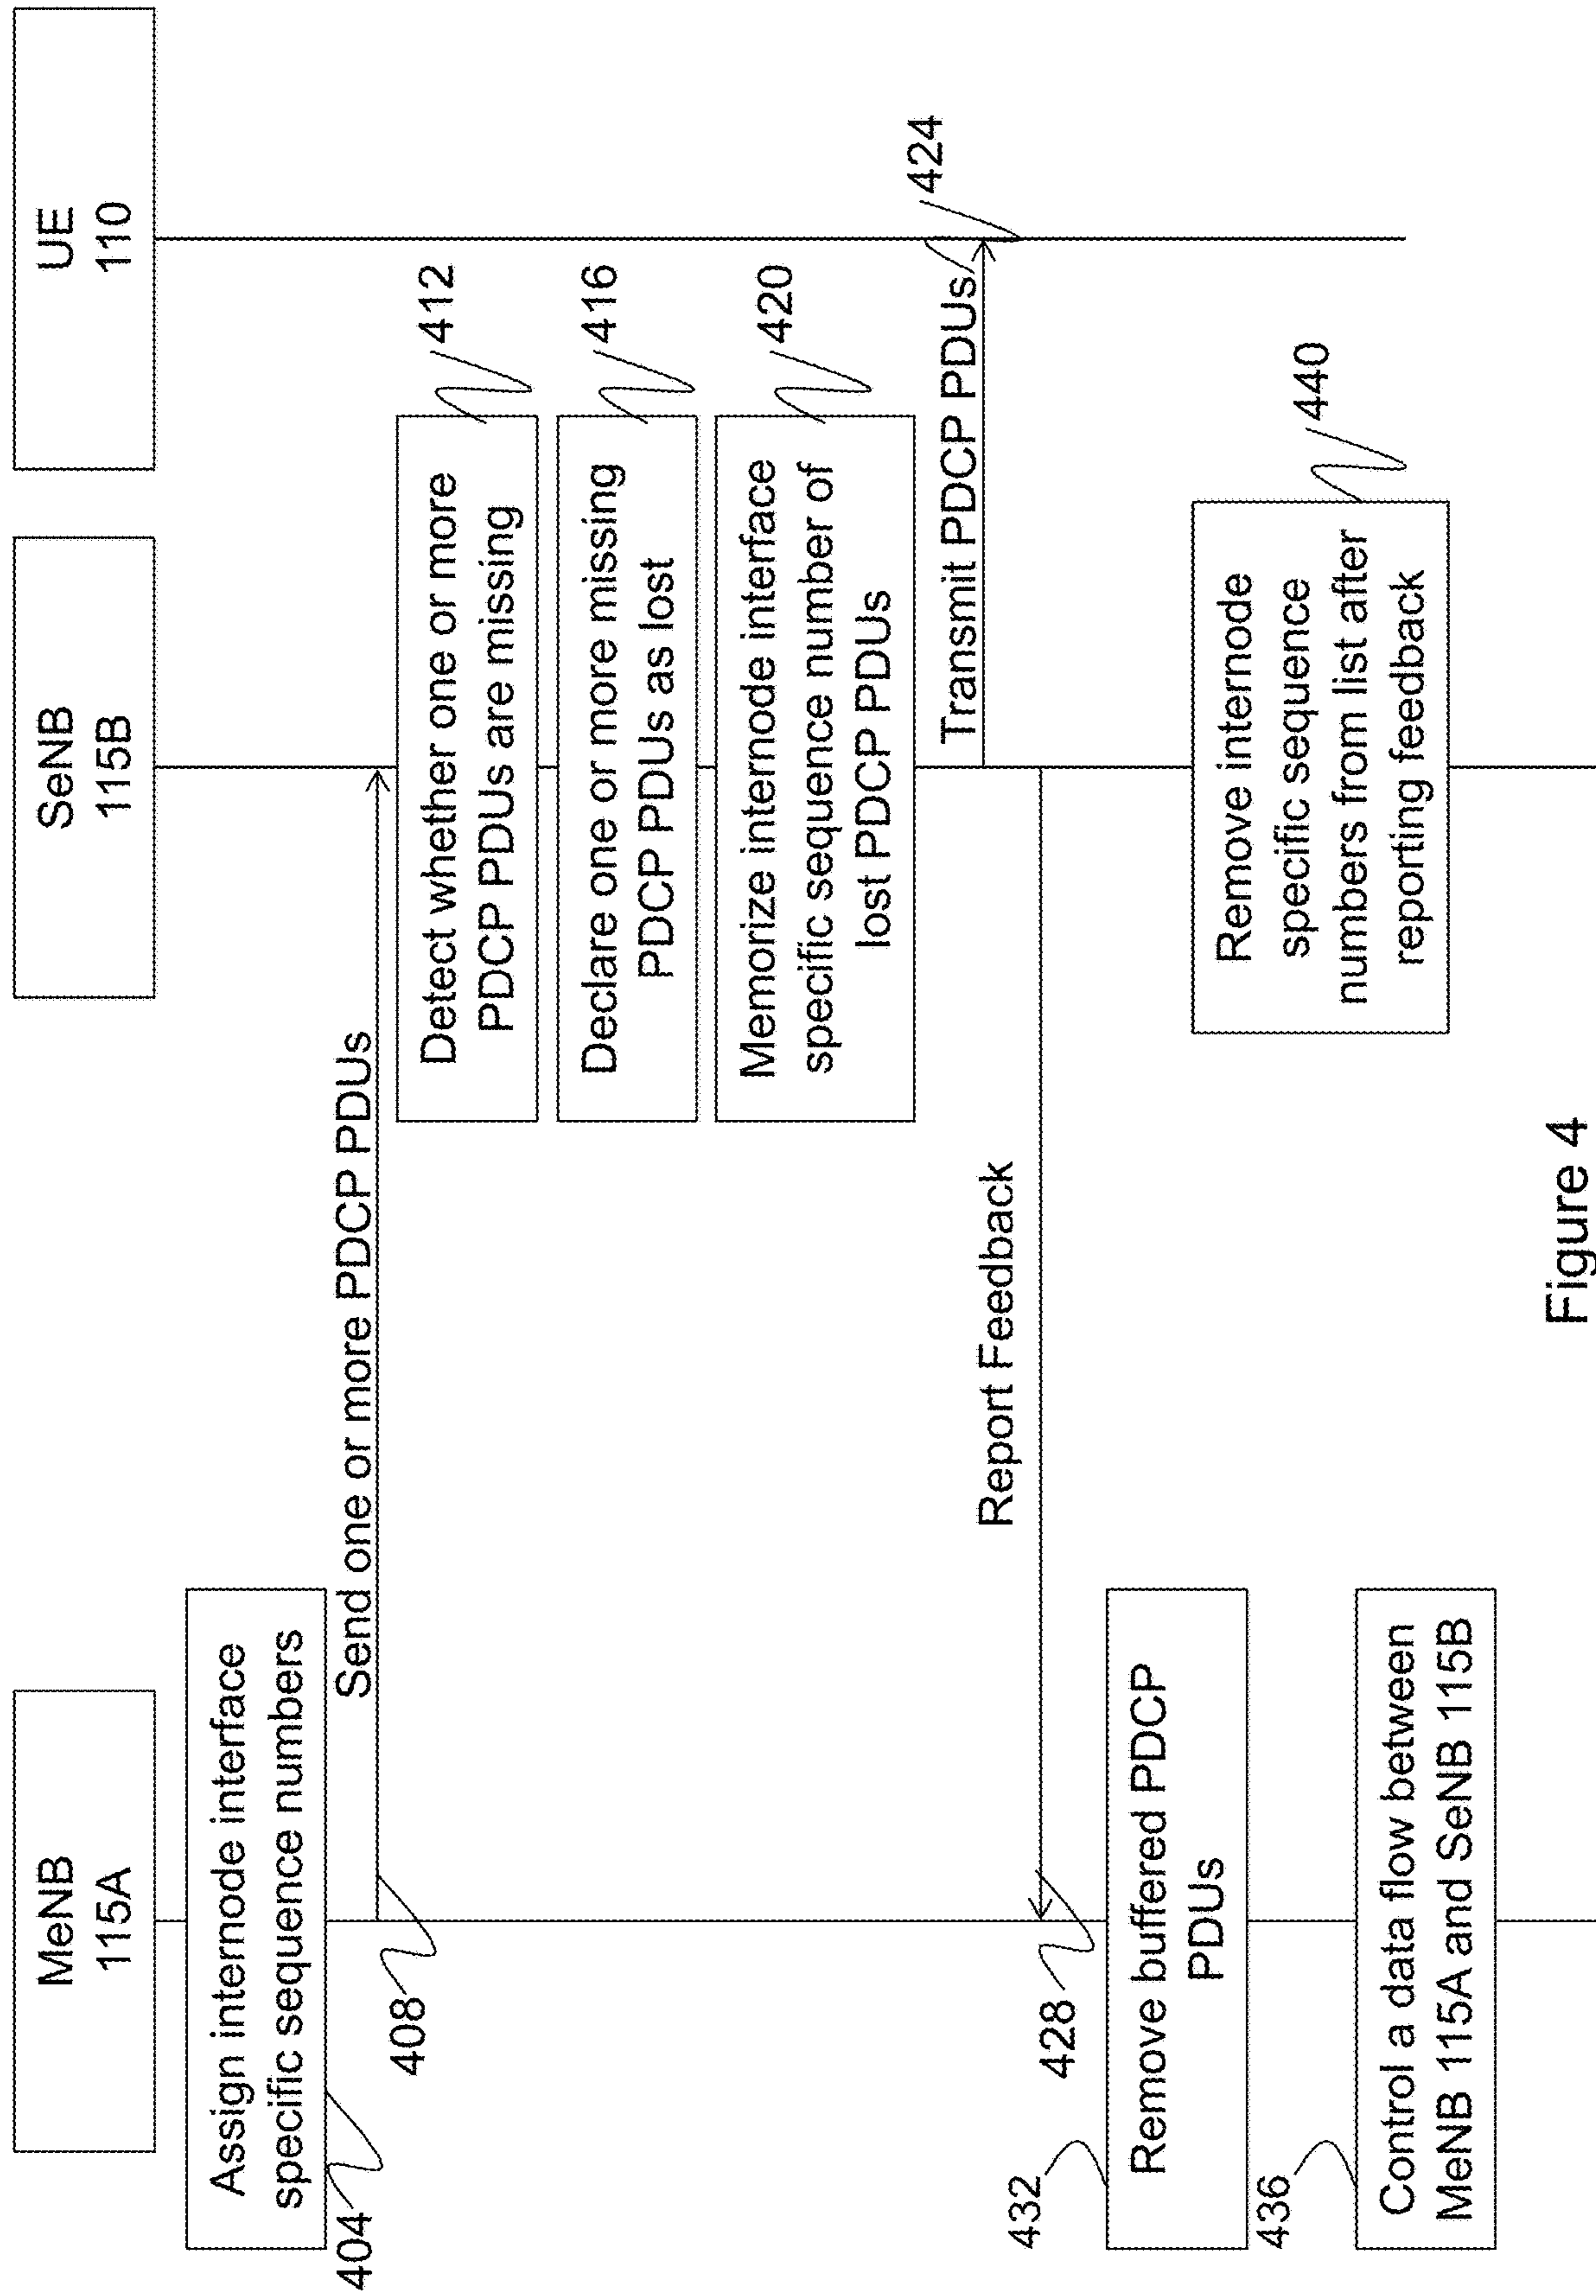 MeNB
115A
SeNB
115B
UE
110
Assign internode interface
specific sequence numbers
404
Send one or more PDCP PDUs
408
Detect whether one or more
PDCP PDUs are missing
412
Declare one or more missing
PDCP PDUs as lost
416
Memorize internode interface
specific sequence number of
lost PDCP PDUs
420
Transmit PDCP PDUs
424
Report Feedback
428
Remove buffered PDCP
PDUs
432
Control a data flow between
MeNB 115A and SeNB 115B
436
Remove internode
specific sequence
numbers from list after
reporting feedback
440
Figure 4